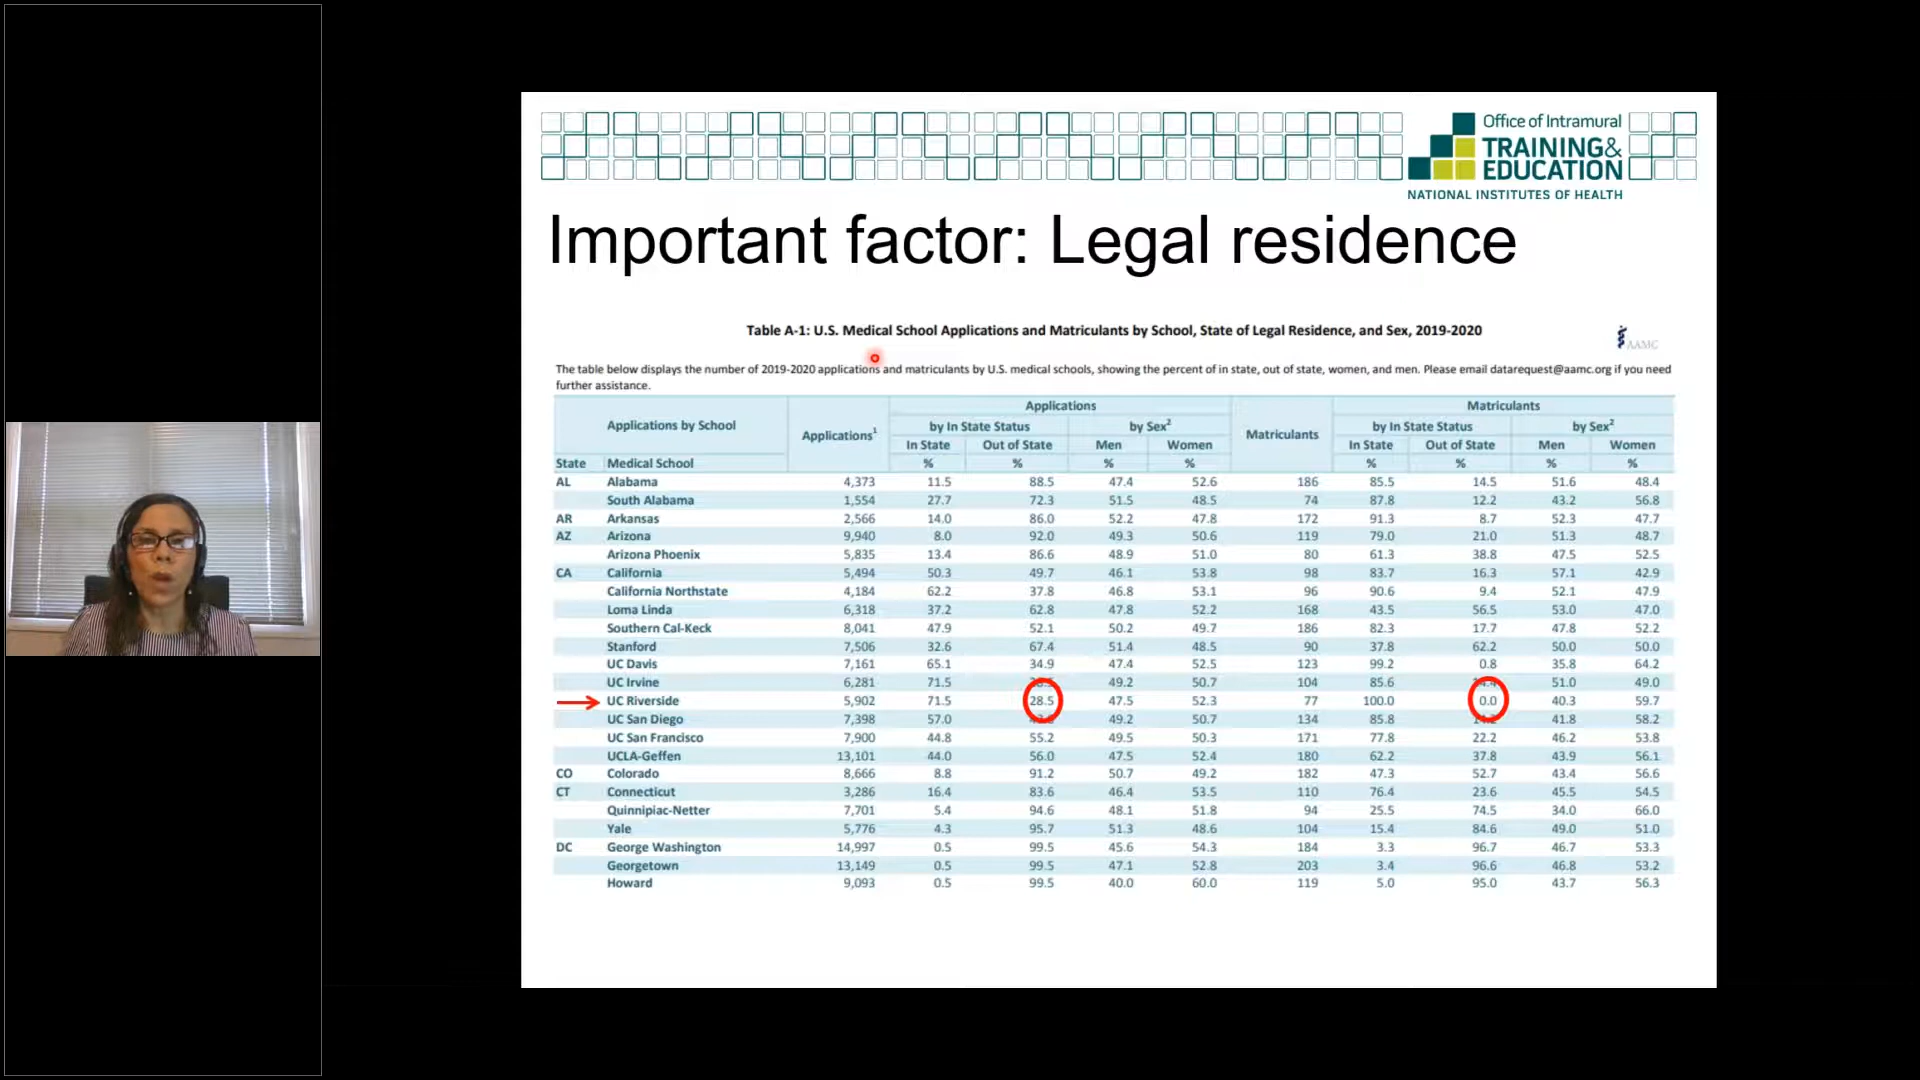 Office of Intramural
TRAINING&
EDUCATION
NATIONAL INSTITUTES OF HEALTH
Important factor: Legal residence
Table A-1: U.S. Medical School Applications and Matriculants by School, State of Legal Residence, and Sex, 2019-2020
AAMC
The table below displays the number of 2019-2020 applications and matriculants by U.S. medical schools, showing the percent of in state, out of state, women, and men. Please email datarequest@aamc.org if you need
further assistance.
Applications Matriculants
Applications by School Applications1 by In State Status by Sex2 Matriculants by In State Status by Sex2
In State Out of State Men Women In State Out of State Men Women
State Medical School % % % % % % % %
AL Alabama 4,373 11.5 88.5 47.4 52.6 186 85.5 14.5 51.6 48.4
South Alabama 1,554 27.7 72.3 51.5 48.5 74 87.8 12.2 43.2 56.8
AR Arkansas 2,566 14.0 86.0 52.2 47.8 172 91.3 8.7 52.3 47.7
AZ Arizona 9,940 8.0 92.0 49.3 50.6 119 79.0 21.0 51.3 48.7
Arizona Phoenix 5,835 13.4 86.6 48.9 51.0 80 61.3 38.8 47.5 52.5
CA California 5,494 50.3 49.7 46.1 53.8 98 83.7 16.3 57.1 42.9
California Northstate 4,184 62.2 37.8 46.8 53.1 96 90.6 9.4 52.1 47.9
Loma Linda 6,318 37.2 62.8 47.8 52.2 168 43.5 56.5 53.0 47.0
Southern Cal-Keck 8,041 47.9 52.1 50.2 49.7 186 82.3 17.7 47.8 52.2
Stanford 7,506 32.6 67.4 51.4 48.5 90 37.8 62.2 50.0 50.0
UC Davis 7,161 65.1 34.9 47.4 52.5 123 99.2 0.8 35.8 64.2
UC Irvine 6,281 71.5 49.2 50.7 104 85.6 51.0 49.0
UC Riverside 5,902 71.5 28.5 47.5 52.3 77 100.0 0.0 40.3 59.7
UC San Diego 7,398 57.0 49.2 50.7 134 85.8 41.8 58.2
UC San Francisco 7,900 44.8 55.2 49.5 50.3 171 77.8 22.2 46.2 53.8
UCLA-Geffen 13,101 44.0 56.0 47.5 52.4 180 62.2 37.8 43.9 56.1
CO Colorado 8,666 8.8 91.2 50.7 49.2 182 47.3 52.7 43.4 56.6
CT Connecticut 3,286 16.4 83.6 46.4 53.5 110 76.4 23.6 45.5 54.5
Quinnipiac-Netter 7,701 5.4 94.6 48.1 51.8 94 25.5 74.5 34.0 66.0
Yale 5,776 4.3 95.7 51.3 48.6 104 15.4 84.6 49.0 51.0
DC George Washington 14,997 0.5 99.5 45.6 54.3 184 3.3 96.7 46.7 53.3
Georgetown 13,149 0.5 99.5 47.1 52.8 203 3.4 96.6 46.8 53.2
Howard 9,093 0.5 99.5 40.0 60.0 119 5.0 95.0 43.7 56.3